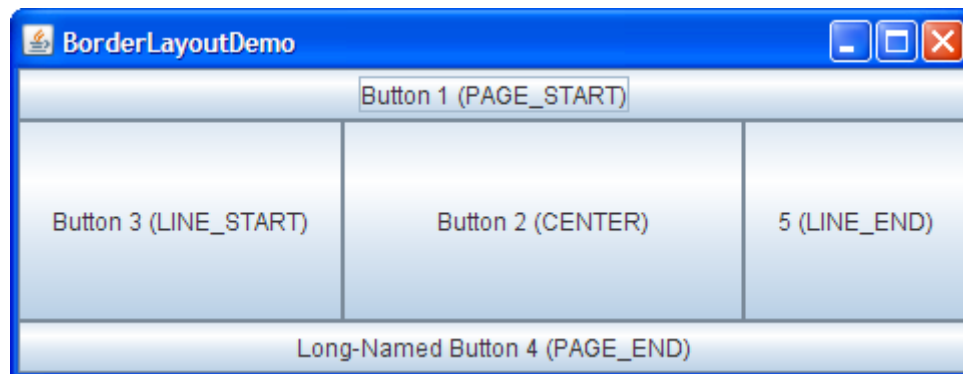 BorderLayoutDemo
Button 1 (PAGE_START)
Button 3 (LINE_START)
Button 2 (CENTER)
5 (LINE_END)
Long-Named Button 4 (PAGE_END)